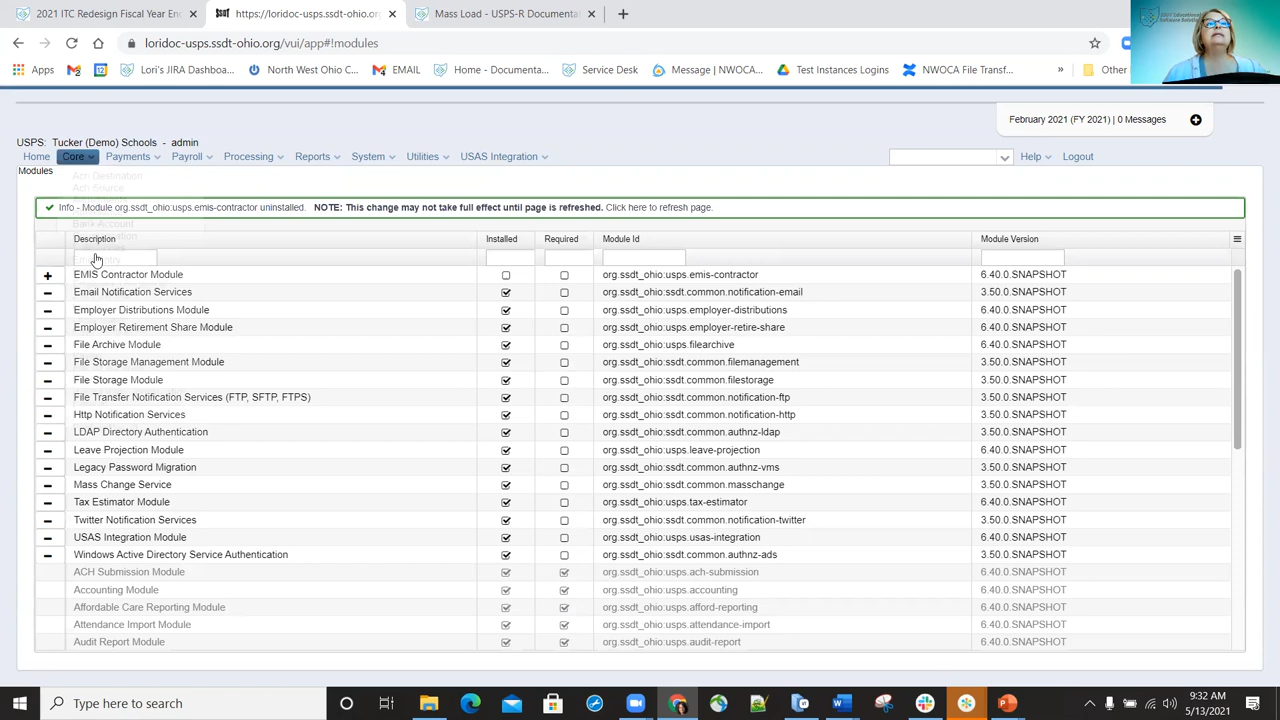 2021 ITC Redesign Fiscal Year En
https://loridoc-usps.ssdt-ohio.or
Mass Load - USPS-R Documentat
loridoc-usps.ssdt-ohio.org/vui/app#!modules
Apps Lori's JIRA Dashboa... North West Ohio C... EMAIL Home - Documenta... Service Desk Message | NWOCA Test Instances Logins NWOCA File Transf... » Other
February 2021 (FY 2021) | 0 Messages
USPS: Tucker (Demo) Schools - admin
Home Core Payments Payroll Processing Reports System Utilities USAS Integration Help Logout
Modules
Ach Destination
Ach Source
Info - Module org.ssdt_ohio:usps.emis-contractor uninstalled. NOTE: This change may not take full effect until page is refreshed. Click here to refresh page.
Bank Account
Description Installed Required Module Id Module Version
EMIS Contractor Module org.ssdt_ohio:usps.emis-contractor 6.40.0.SNAPSHOT
Email Notification Services org.ssdt_ohio:ssdt.common.notification-email 3.50.0.SNAPSHOT
Employer Distributions Module org.ssdt_ohio:usps.employer-distributions 6.40.0.SNAPSHOT
Employer Retirement Share Module org.ssdt_ohio:usps.employer-retire-share 6.40.0.SNAPSHOT
File Archive Module org.ssdt_ohio:usps.filearchive 6.40.0.SNAPSHOT
File Storage Management Module org.ssdt_ohio:ssdt.common.filemanagement 3.50.0.SNAPSHOT
File Storage Module org.ssdt_ohio:ssdt.common.filestorage 3.50.0.SNAPSHOT
File Transfer Notification Services (FTP, SFTP, FTPS) org.ssdt_ohio:ssdt.common.notification-ftp 3.50.0.SNAPSHOT
Http Notification Services org.ssdt_ohio:ssdt.common.notification-http 3.50.0.SNAPSHOT
LDAP Directory Authentication org.ssdt_ohio:ssdt.common.authnz-ldap 3.50.0.SNAPSHOT
Leave Projection Module org.ssdt_ohio:usps.leave-projection 6.40.0.SNAPSHOT
Legacy Password Migration org.ssdt_ohio:ssdt.common.authnz-vms 3.50.0.SNAPSHOT
Mass Change Service org.ssdt_ohio:ssdt.common.masschange 3.50.0.SNAPSHOT
Tax Estimator Module org.ssdt_ohio:usps.tax-estimator 6.40.0.SNAPSHOT
Twitter Notification Services org.ssdt_ohio:ssdt.common.notification-twitter 3.50.0.SNAPSHOT
USAS Integration Module org.ssdt_ohio:usps.usas-integration 6.40.0.SNAPSHOT
Windows Active Directory Service Authentication org.ssdt_ohio:ssdt.common.authnz-ads 3.50.0.SNAPSHOT
ACH Submission Module org.ssdt_ohio:usps.ach-submission 6.40.0.SNAPSHOT
Accounting Module org.ssdt_ohio:usps.accounting 6.40.0.SNAPSHOT
Affordable Care Reporting Module org.ssdt_ohio:usps.afford-reporting 6.40.0.SNAPSHOT
Attendance Import Module org.ssdt_ohio:usps.attendance-import 6.40.0.SNAPSHOT
Audit Report Module org.ssdt_ohio:usps.audit-report 6.40.0.SNAPSHOT
Type here to search
9:32 AM
5/13/2021